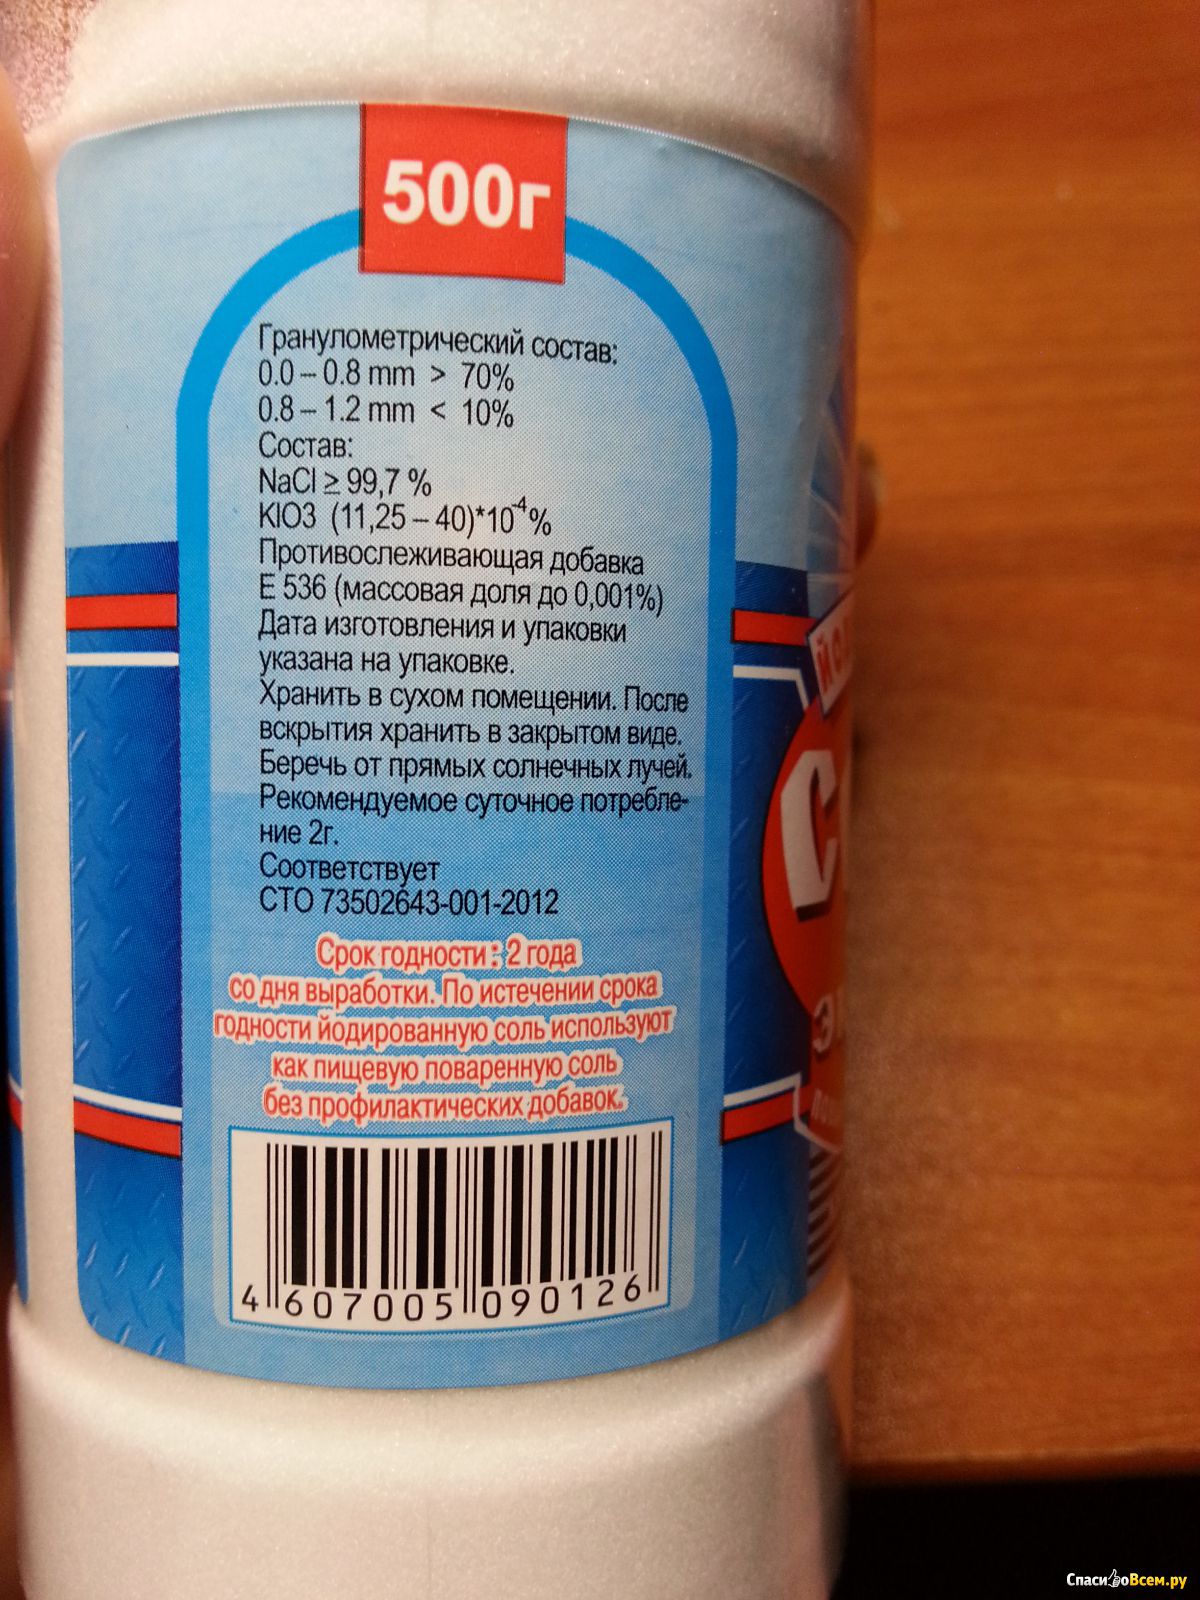 500г
Гранулометрический состав:
0.0 – 0.8 mm > 70%
0.8 – 1.2 mm < 10%
Состав:
NaCl ≥ 99,7 %
KIO3 (11,25 – 40)*10⁻⁴%
Противослеживающая добавка
Е 536 (массовая доля до 0,001%)
Дата изготовления и упаковки
указана на упаковке.
Хранить в сухом помещении. После
вскрытия хранить в закрытом виде.
Беречь от прямых солнечных лучей.
Рекомендуемое суточное потребле-
ние 2г.
Соответствует
СТО 73502643-001-2012
Срок годности : 2 года
со дня выработки. По истечении срока
годности йодированную соль используют
как пищевую поваренную соль
без профилактических добавок.
4 607005 090126
СпасибоВсем.ру